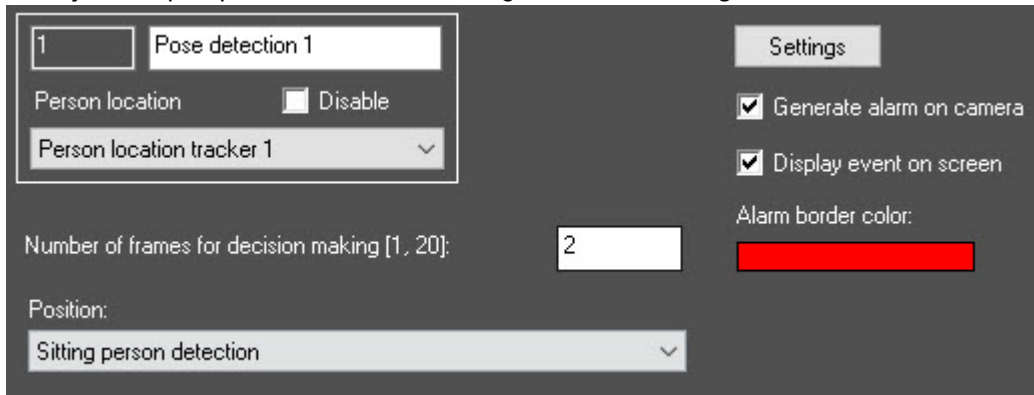 1
Pose detection 1
Settings
Person location
Disable
Generate alarm on camera
Person location tracker 1
Display event on screen
Alarm border color:
Number of frames for decision making [1, 20]:
2
Position:
Sitting person detection